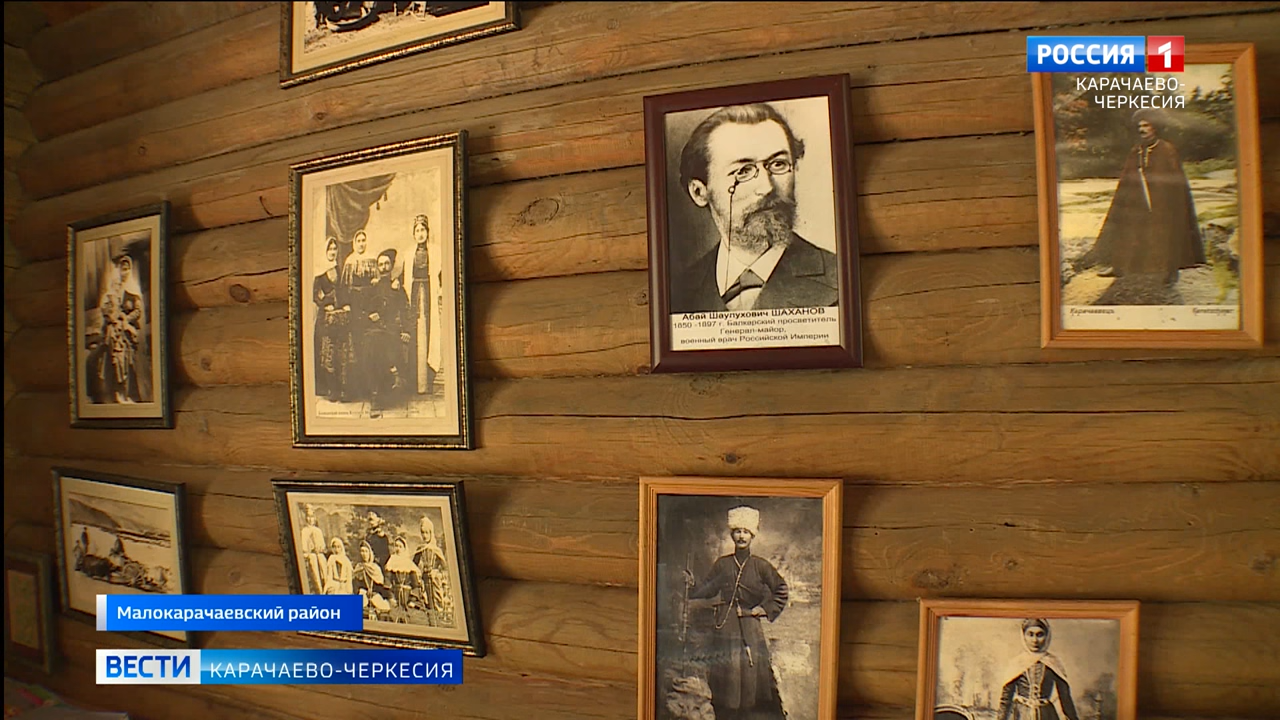 РОССИЯ 1
КАРАЧАЕВО-
ЧЕРКЕСИЯ
Абай Шаулухович ШАХАНОВ
1850 -1897 г. Балкарский просветитель
Генерал-майор,
военный врач Российской Империи
Малокарачаевский район
ВЕСТИ КАРАЧАЕВО-ЧЕРКЕСИЯ